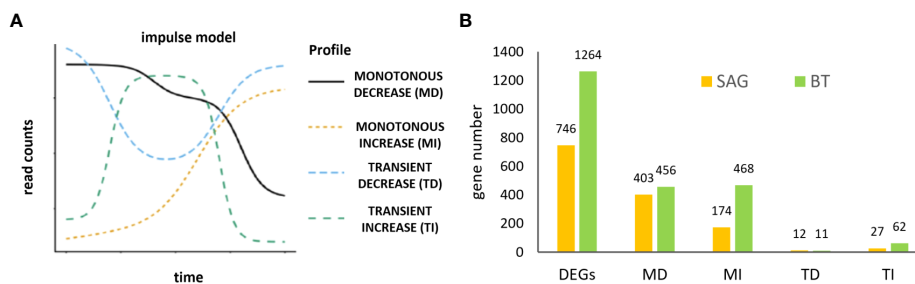 A
impulse model
read counts
time
Profile
MONOTONOUS
DECREASE (MD)
MONOTONOUS
INCREASE (MI)
TRANSIENT
DECREASE (TD)
TRANSIENT
INCREASE (TI)
B
gene number
1400
1200
1000
800
600
400
200
0
SAG
BT
746
1264
403
456
174
468
12
11
27
62
DEGs
MD
MI
TD
TI